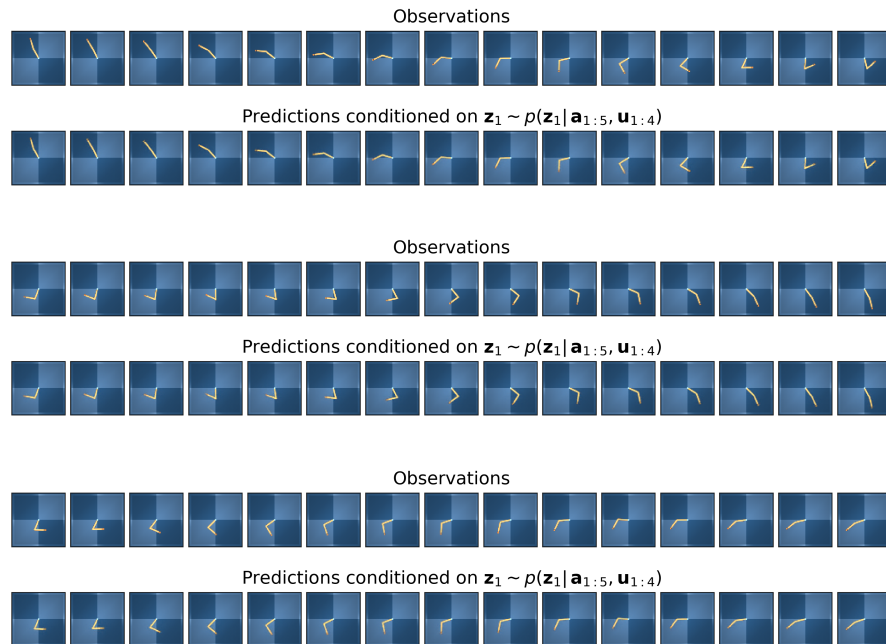 Observations
Predictions conditioned on z₁ ~ p(z₁| a₁:₅, u₁:₄)
Observations
Predictions conditioned on z₁ ~ p(z₁| a₁:₅, u₁:₄)
Observations
Predictions conditioned on z₁ ~ p(z₁| a₁:₅, u₁:₄)